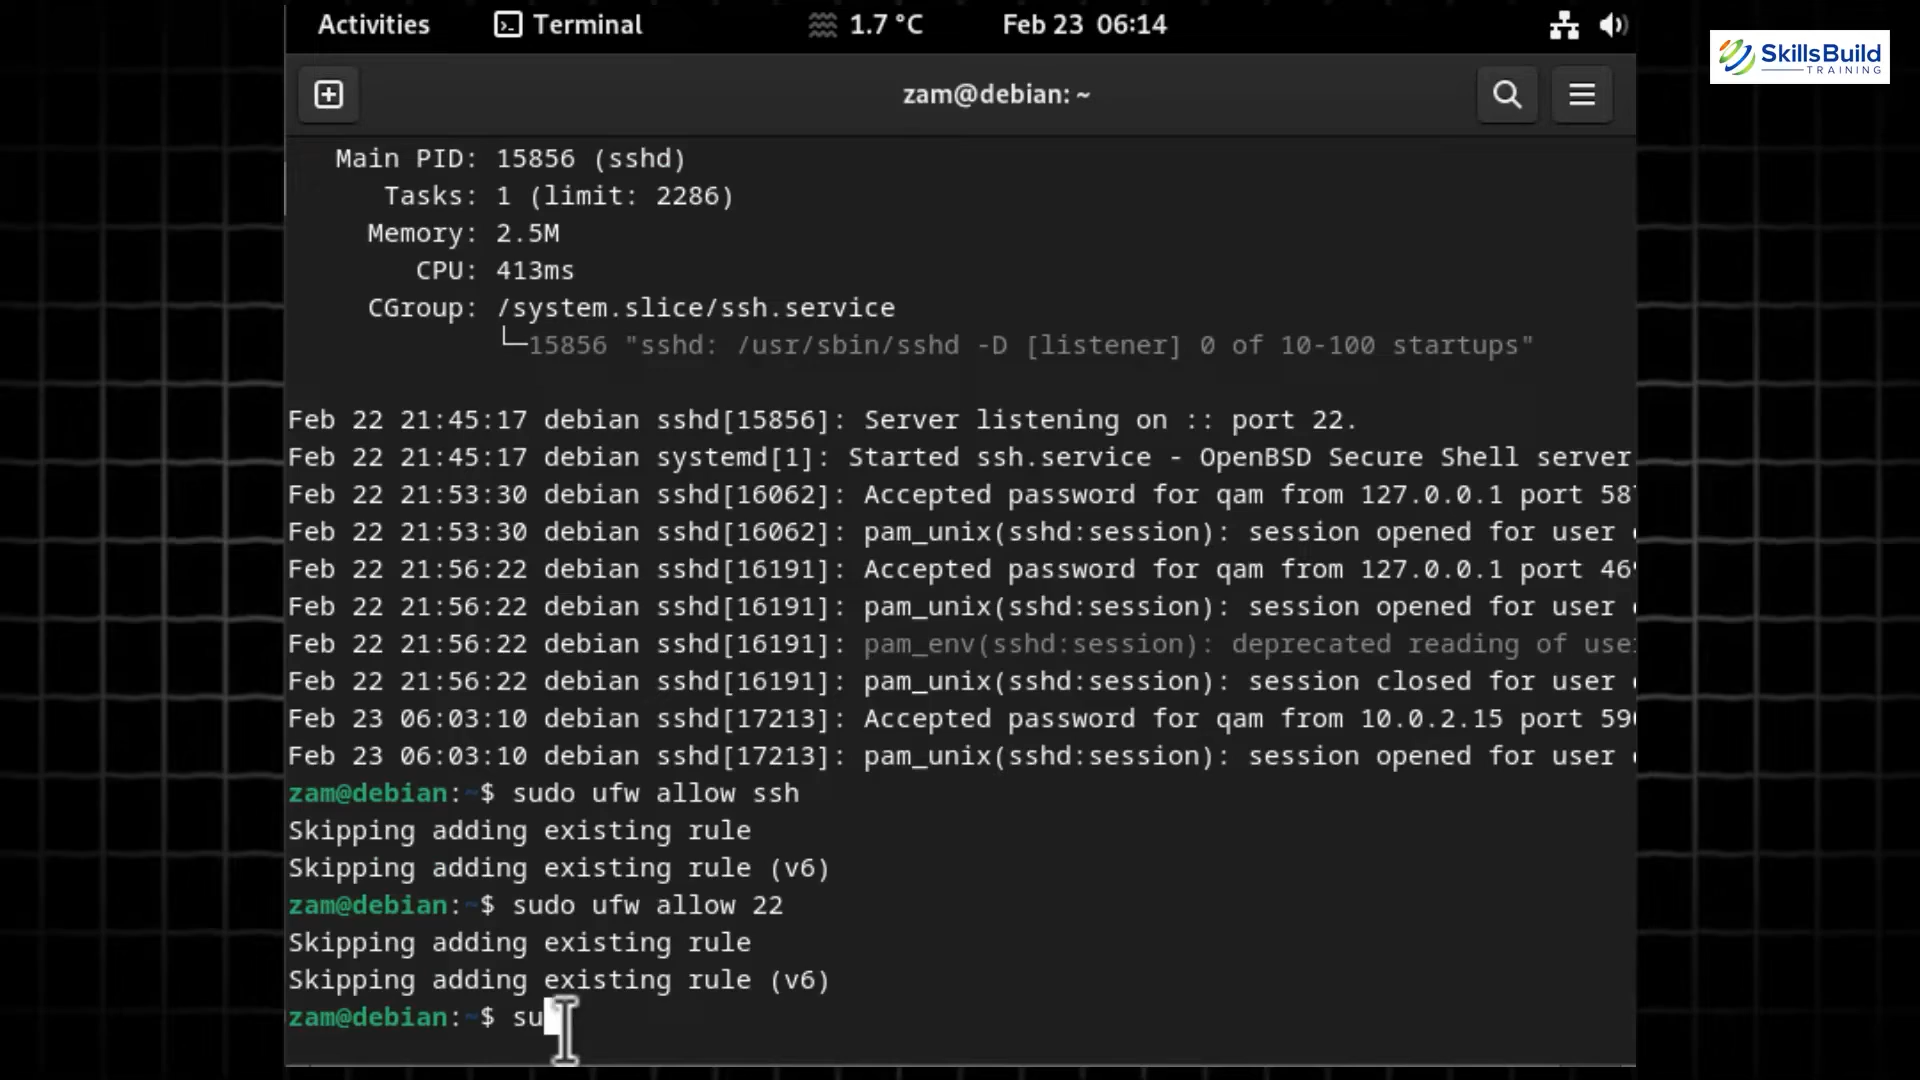 Activities Terminal 1.7 °C Feb 23 06:14
SkillsBuild
TRAINING
zam@debian: ~
Main PID: 15856 (sshd)
Tasks: 1 (limit: 2286)
Memory: 2.5M
CPU: 413ms
CGroup: /system.slice/ssh.service
└─15856 "sshd: /usr/sbin/sshd -D [listener] 0 of 10-100 startups"
Feb 22 21:45:17 debian sshd[15856]: Server listening on :: port 22.
Feb 22 21:45:17 debian systemd[1]: Started ssh.service - OpenBSD Secure Shell server
Feb 22 21:53:30 debian sshd[16062]: Accepted password for qam from 127.0.0.1 port 58
Feb 22 21:53:30 debian sshd[16062]: pam_unix(sshd:session): session opened for user
Feb 22 21:56:22 debian sshd[16191]: Accepted password for qam from 127.0.0.1 port 46
Feb 22 21:56:22 debian sshd[16191]: pam_unix(sshd:session): session opened for user
Feb 22 21:56:22 debian sshd[16191]: pam_env(sshd:session): deprecated reading of use
Feb 22 21:56:22 debian sshd[16191]: pam_unix(sshd:session): session closed for user
Feb 23 06:03:10 debian sshd[17213]: Accepted password for qam from 10.0.2.15 port 59
Feb 23 06:03:10 debian sshd[17213]: pam_unix(sshd:session): session opened for user
zam@debian:~$ sudo ufw allow ssh
Skipping adding existing rule
Skipping adding existing rule (v6)
zam@debian:~$ sudo ufw allow 22
Skipping adding existing rule
Skipping adding existing rule (v6)
zam@debian:~$ su